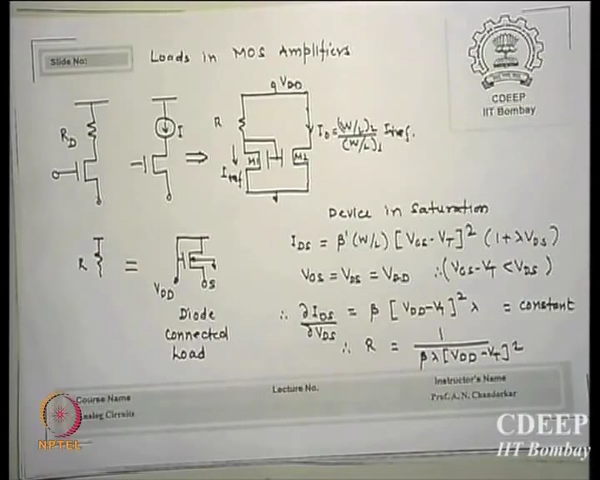 Slide No:
Loads in MOS Amplifiers
CDEEP
IIT Bombay
VDD
RD
I
R
I0 = (W/L)2 / (W/L)1 Iref.
M1
M2
Iref
Device in Saturation
IDS = β' (W/L) [VGS-VT]² (1+λVDS)
R
=
VDD
S
VGS = VDS = VDD ∴(VGS-VT < VDS)
Diode
Connected
Load
∴ ∂IDS / ∂VDS = β [VDD-VT]² λ = constant
∴ R = 1 / βλ[VDD-VT]²
Course Name
Analog Circuits
Lecture No.
Instructor's Name
Prof. A. N. Chandorkar
NPTEL
CDEEP
IIT Bombay